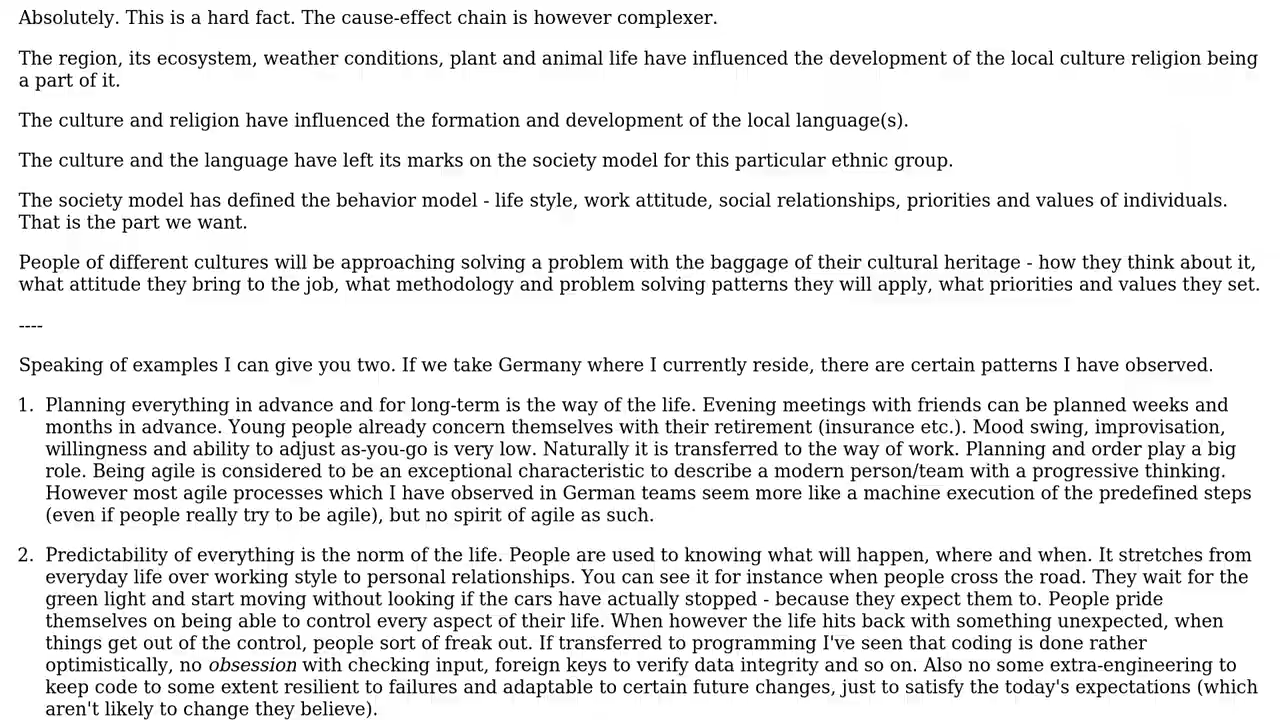 Absolutely. This is a hard fact. The cause-effect chain is however complexer.
The region, its ecosystem, weather conditions, plant and animal life have influenced the development of the local culture religion being
a part of it.
The culture and religion have influenced the formation and development of the local language(s).
The culture and the language have left its marks on the society model for this particular ethnic group.
The society model has defined the behavior model - life style, work attitude, social relationships, priorities and values of individuals.
That is the part we want.
People of different cultures will be approaching solving a problem with the baggage of their cultural heritage - how they think about it,
what attitude they bring to the job, what methodology and problem solving patterns they will apply, what priorities and values they set.
----
Speaking of examples I can give you two. If we take Germany where I currently reside, there are certain patterns I have observed.
1. Planning everything in advance and for long-term is the way of the life. Evening meetings with friends can be planned weeks and
months in advance. Young people already concern themselves with their retirement (insurance etc.). Mood swing, improvisation,
willingness and ability to adjust as-you-go is very low. Naturally it is transferred to the way of work. Planning and order play a big
role. Being agile is considered to be an exceptional characteristic to describe a modern person/team with a progressive thinking.
However most agile processes which I have observed in German teams seem more like a machine execution of the predefined steps
(even if people really try to be agile), but no spirit of agile as such.
2. Predictability of everything is the norm of the life. People are used to knowing what will happen, where and when. It stretches from
everyday life over working style to personal relationships. You can see it for instance when people cross the road. They wait for the
green light and start moving without looking if the cars have actually stopped - because they expect them to. People pride
themselves on being able to control every aspect of their life. When however the life hits back with something unexpected, when
things get out of the control, people sort of freak out. If transferred to programming I've seen that coding is done rather
optimistically, no obsession with checking input, foreign keys to verify data integrity and so on. Also no some extra-engineering to
keep code to some extent resilient to failures and adaptable to certain future changes, just to satisfy the today's expectations (which
aren't likely to change they believe).